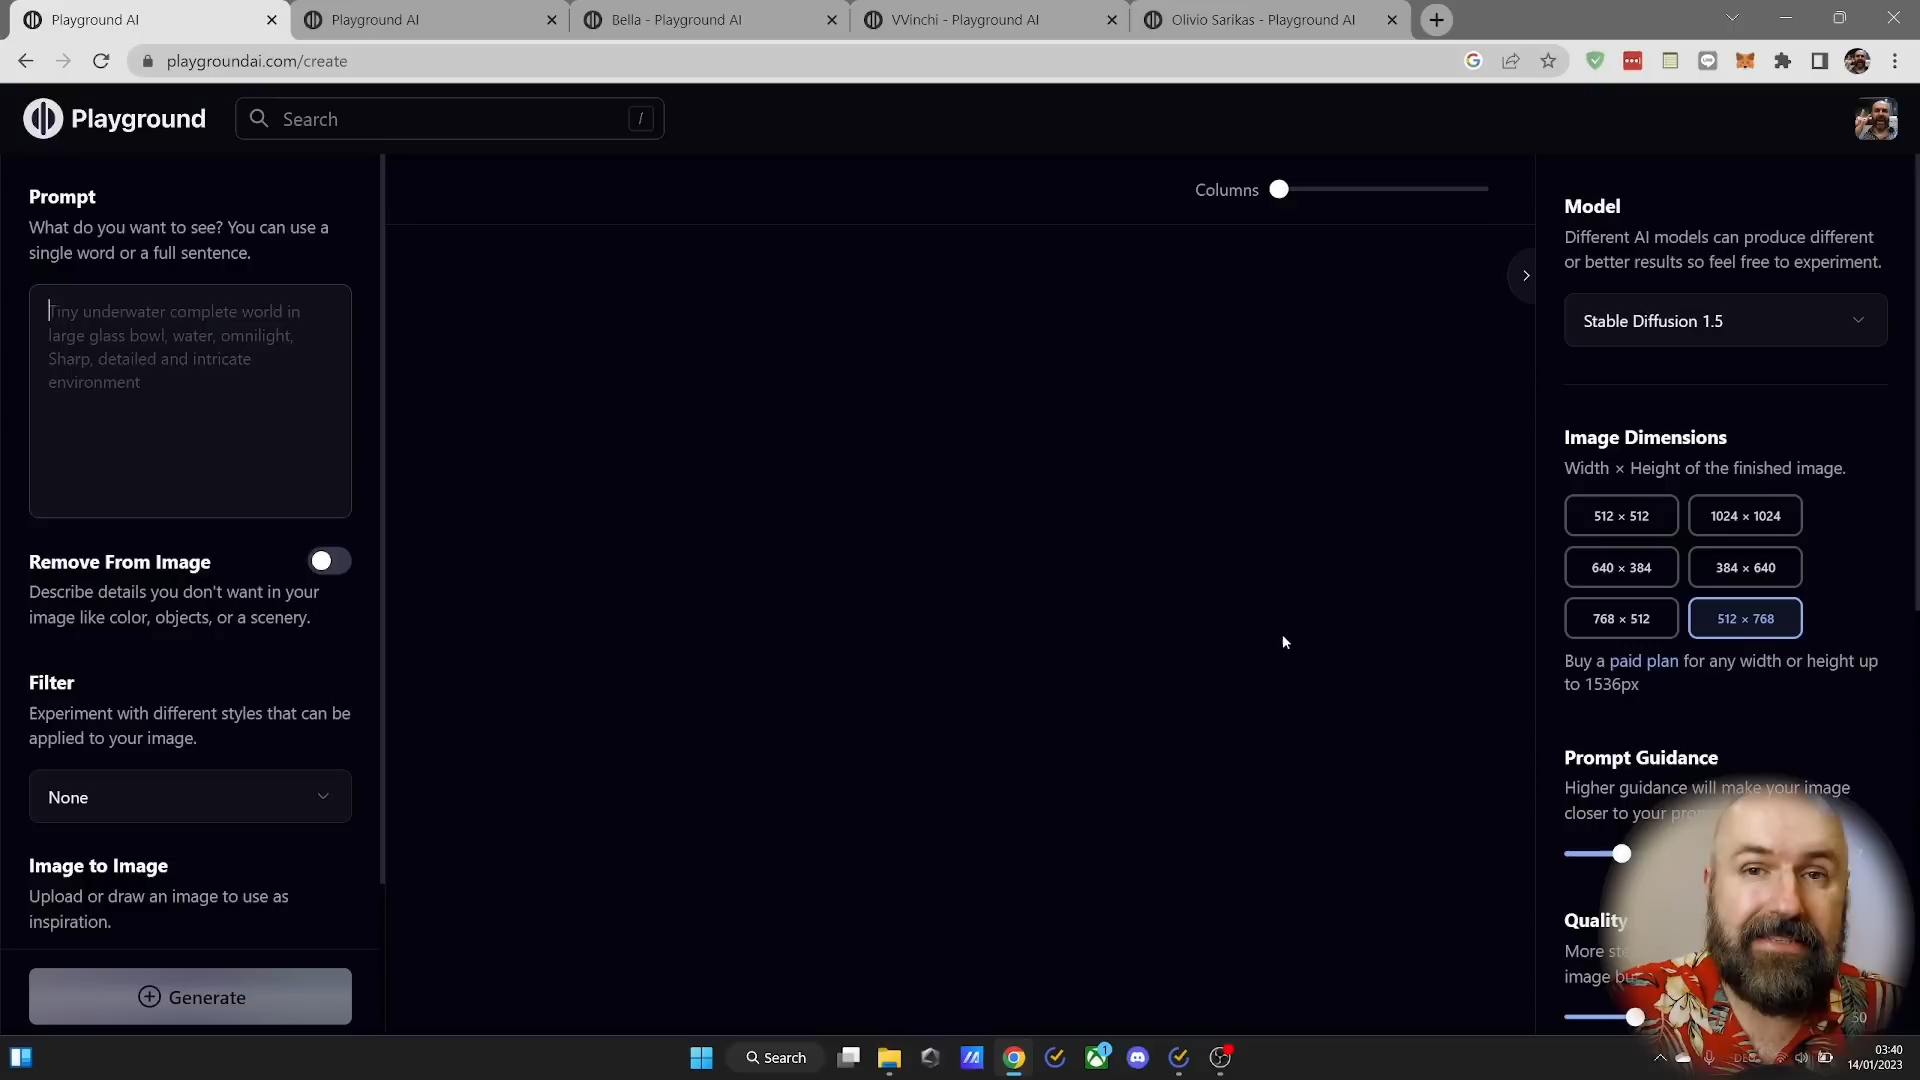 Playground AI
Playground AI
Bella - Playground AI
VVinchi - Playground AI
Olivio Sarikas - Playground AI
playgroundai.com/create
Playground
Search
/
Prompt
What do you want to see? You can use a
single word or a full sentence.
Tiny underwater complete world in
large glass bowl, water, omnilight,
Sharp, detailed and intricate
environment
Remove From Image
Describe details you don't want in your
image like color, objects, or a scenery.
Filter
Experiment with different styles that can be
applied to your image.
None
Image to Image
Upload or draw an image to use as
inspiration.
Generate
Columns
Model
Different AI models can produce different
or better results so feel free to experiment.
Stable Diffusion 1.5
Image Dimensions
Width × Height of the finished image.
512 × 512
1024 × 1024
640 × 384
384 × 640
768 × 512
512 × 768
Buy a paid plan for any width or height up
to 1536px
Prompt Guidance
Higher guidance will make your image
closer to your
Quality
More
image
50
Search
1
03:40
14/01/2023